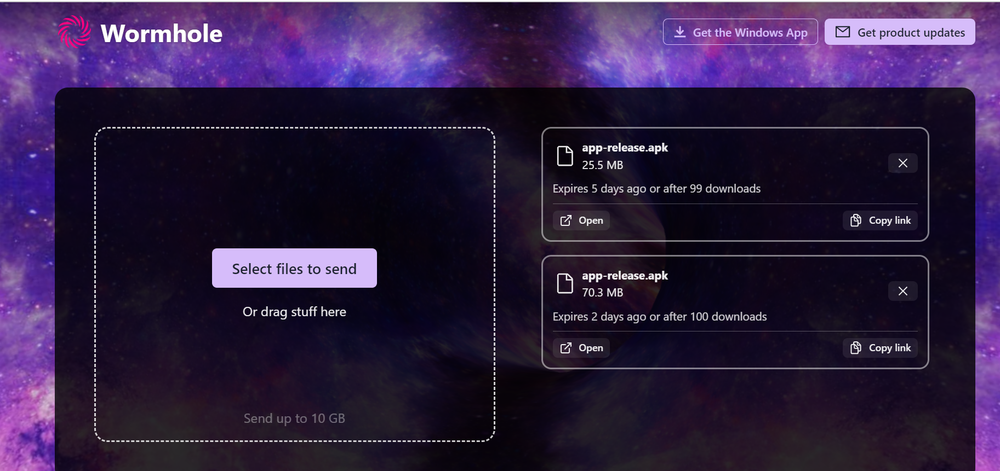 Wormhole
Get the Windows App
Get product updates
Select files to send
Or drag stuff here
Send up to 10 GB
app-release.apk
25.5 MB
Expires 5 days ago or after 99 downloads
Open
Copy link
app-release.apk
70.3 MB
Expires 2 days ago or after 100 downloads
Open
Copy link